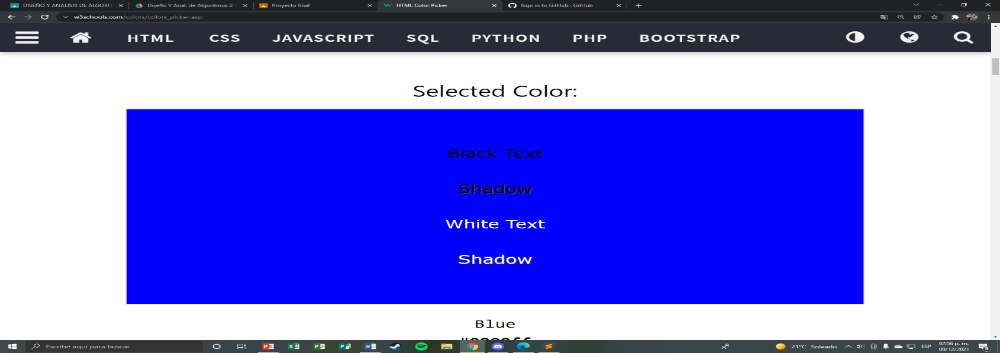 DISEÑO Y ANALISIS DE ALGORIT
Diseño Y Anal. de Algoritmos 2 -
Proyecto final
HTML Color Picker
Sign in to GitHub · GitHub
w3schools.com/colors/colors_picker.asp
HTML CSS JAVASCRIPT SQL PYTHON PHP BOOTSTRAP
Selected Color:
Black Text
Shadow
White Text
Shadow
Blue
Escribe aquí para buscar
21°C Soleado
ESP
02:56 p. m.
09/12/2021
6